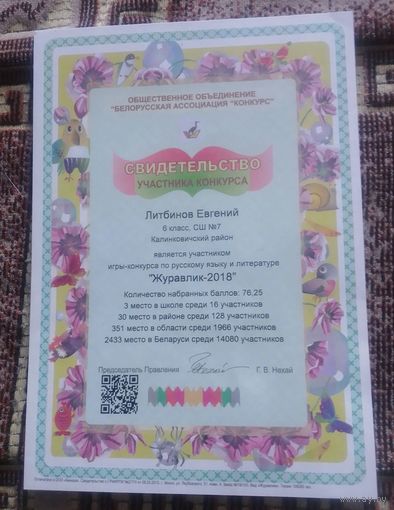 ОБЩЕСТВЕННОЕ ОБЪЕДИНЕНИЕ
"БЕЛОРУССКАЯ АССОЦИАЦИЯ "КОНКУРС"
СВИДЕТЕЛЬСТВО
УЧАСТНИКА КОНКУРСА
Литбинов Евгений
6 класс, СШ №7
Калинковичский район
является участником
игры-конкурса по русскому языку и литературе
"Журавлик-2018"
Количество набранных баллов: 76,25
3 место в школе среди 16 участников
30 место в районе среди 128 участников
351 место в области среди 1966 участников
2433 место в Беларуси среди 14080 участников
Председатель Правления
Г. В. Нехай